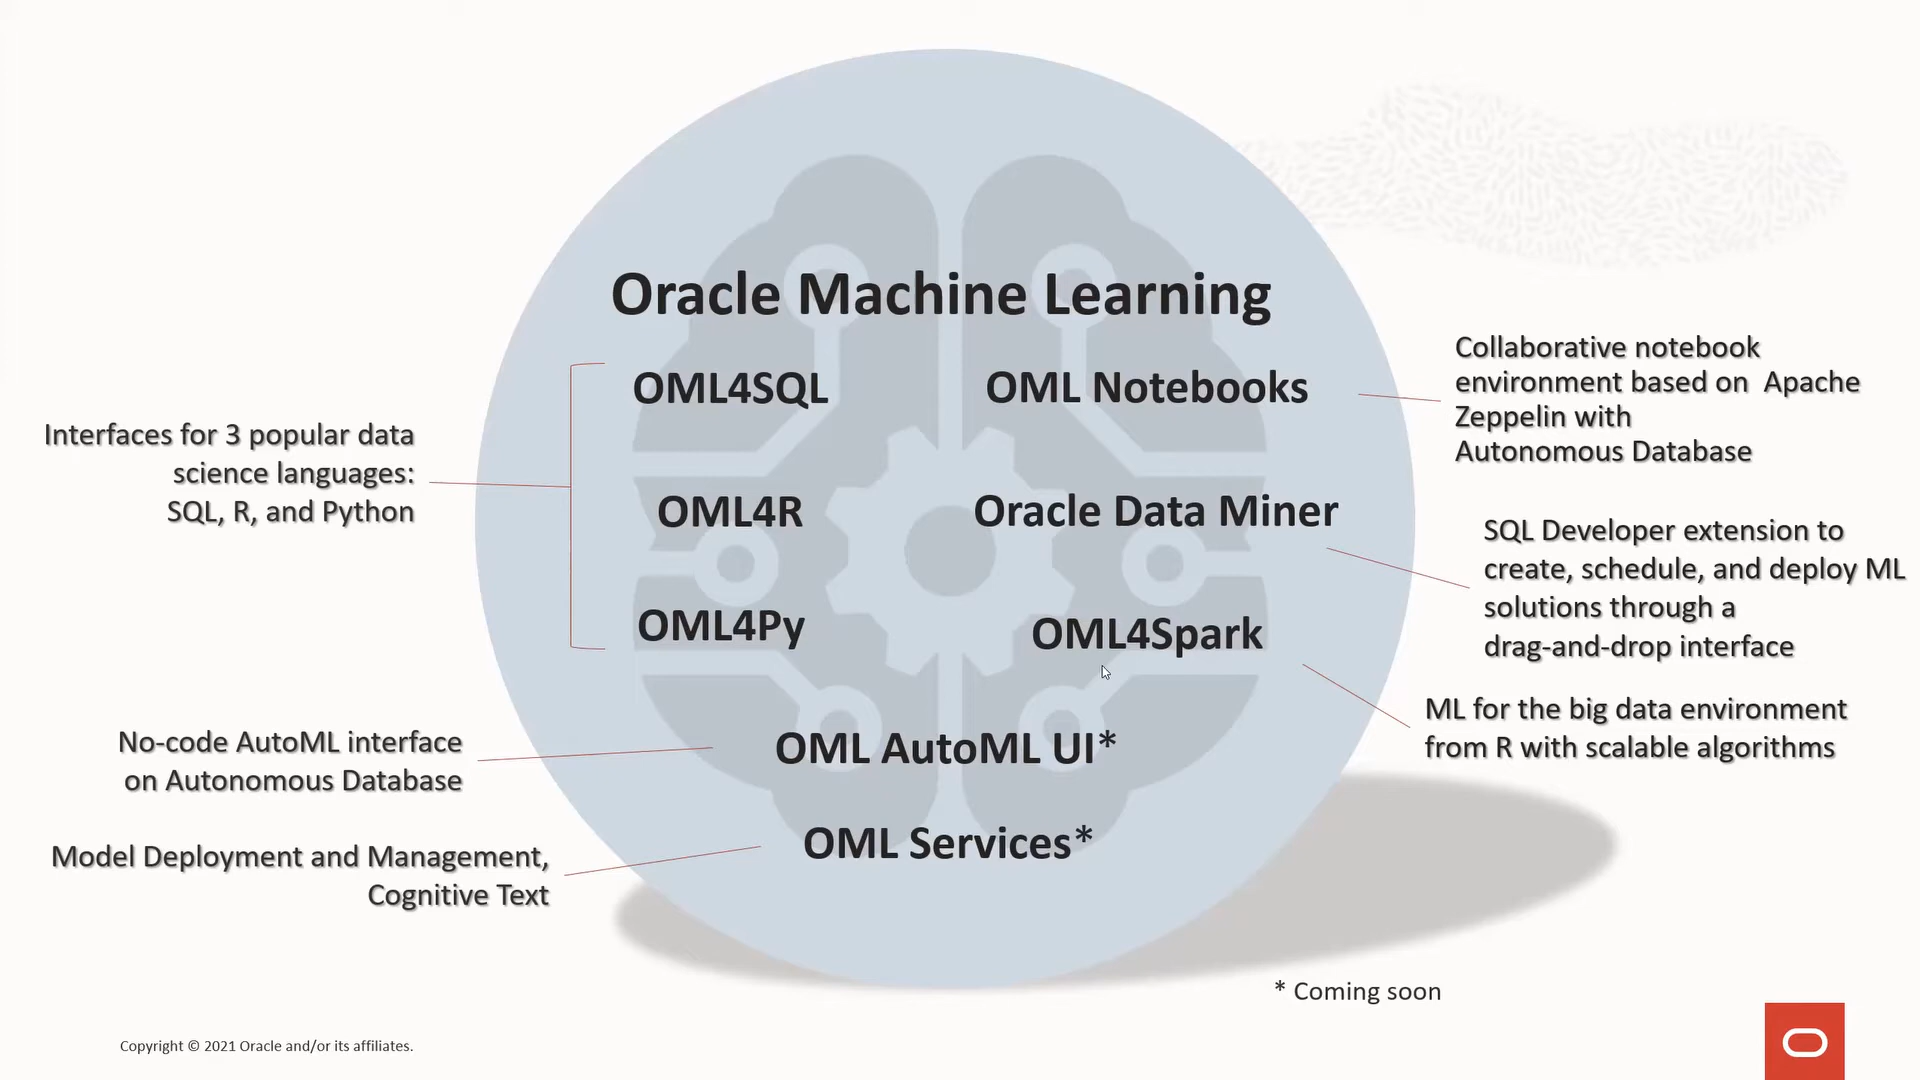 Oracle Machine Learning
OML4SQL
OML Notebooks
OML4R
Oracle Data Miner
OML4Py
OML4Spark
OML AutoML UI*
OML Services*
Interfaces for 3 popular data
science languages:
SQL, R, and Python
No-code AutoML interface
on Autonomous Database
Model Deployment and Management,
Cognitive Text
Collaborative notebook
environment based on Apache
Zeppelin with
Autonomous Database
SQL Developer extension to
create, schedule, and deploy ML
solutions through a
drag-and-drop interface
ML for the big data environment
from R with scalable algorithms
* Coming soon
Copyright © 2021 Oracle and/or its affiliates.